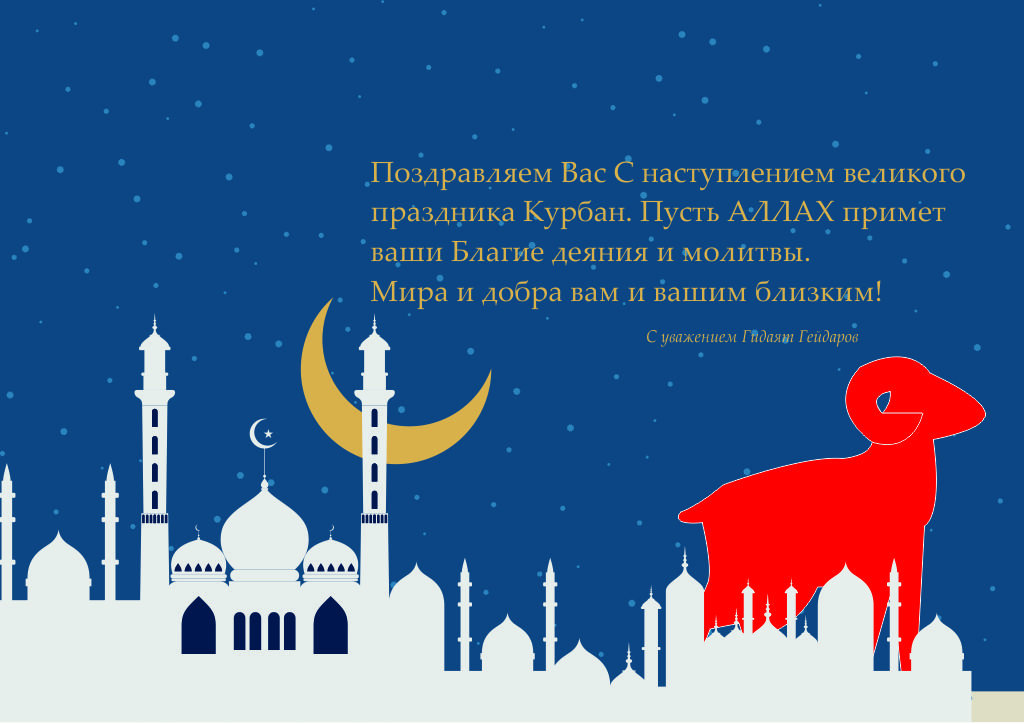 Поздравляем Вас С наступлением великого
праздника Курбан. Пусть АЛЛАХ примет
ваши Благие деяния и молитвы.
Мира и добра вам и вашим близким!
С уважением Гидаят Гейдаров